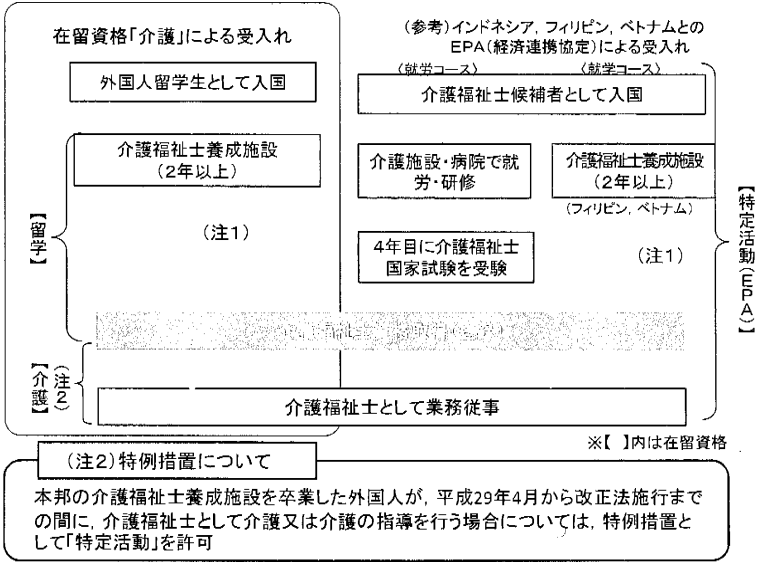 在留資格「介護」による受入れ
外国人留学生として入国
介護福祉士養成施設
(2年以上)
【留学】
(注1)
(参考)インドネシア, フィリピン, ベトナムとの
EPA(経済連携協定)による受入れ
〈就労コース〉 〈就学コース〉
介護福祉士候補者として入国
介護施設・病院で就
労・研修
介護福祉士養成施設
(2年以上)
(フィリピン, ベトナム)
4年目に介護福祉士
国家試験を受験
(注1)
【特定活動(EPA)】
【介護】
(注2)
介護福祉士として業務従事
※【 】内は在留資格
(注2)特例措置について
本邦の介護福祉士養成施設を卒業した外国人が, 平成29年4月から改正法施行まで
の間に, 介護福祉士として介護又は介護の指導を行う場合については, 特例措置と
して「特定活動」を許可